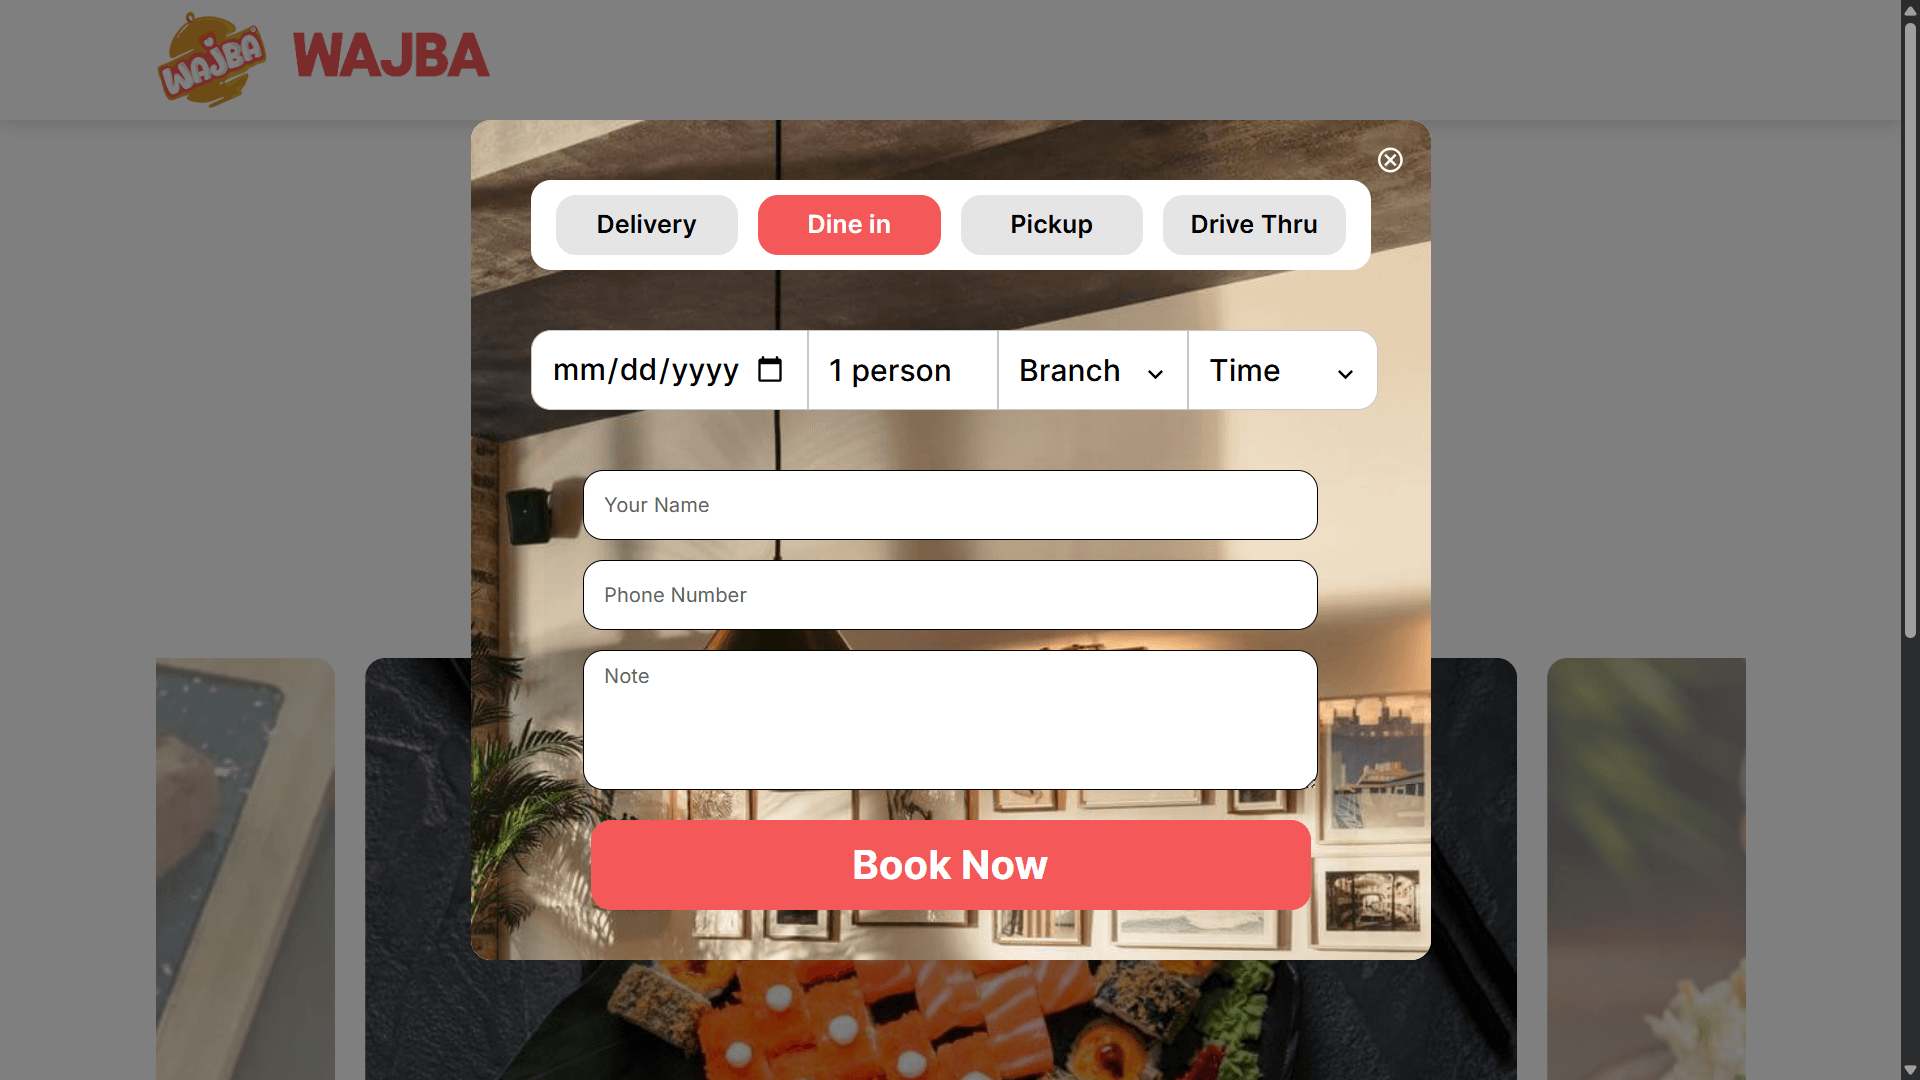 WAJBA WAJBA
Delivery Dine in Pickup Drive Thru
mm/dd/yyyy 1 person Branch Time
Your Name
Phone Number
Note
Book Now